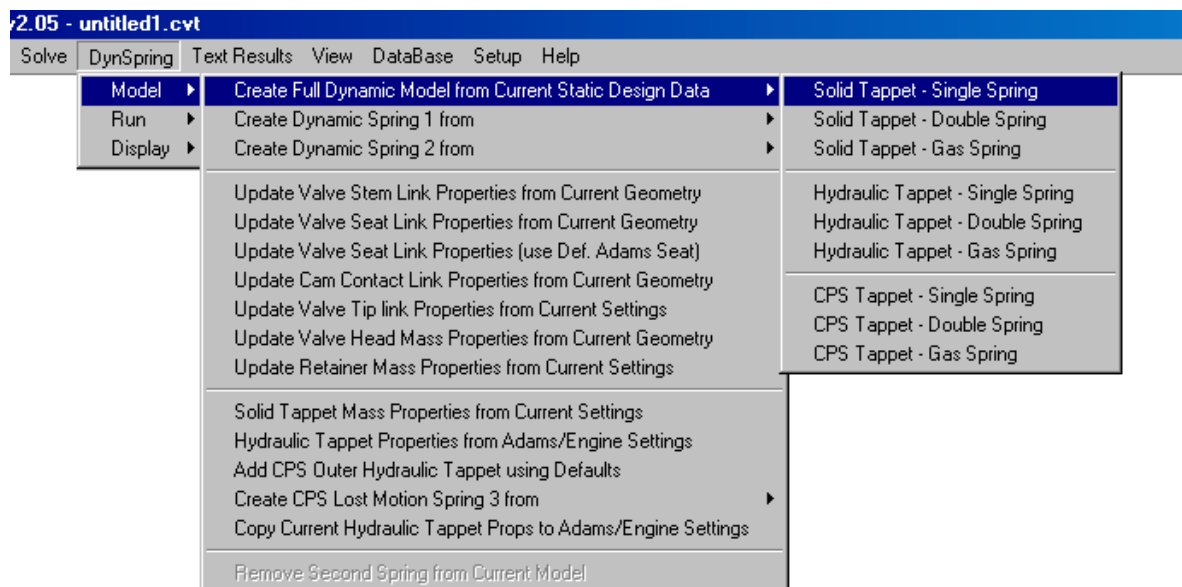 v2.05 - untitled1.cvt
Solve DynSpring Text Results View DataBase Setup Help
Model
Run
Display
Create Full Dynamic Model from Current Static Design Data
Create Dynamic Spring 1 from
Create Dynamic Spring 2 from
Update Valve Stem Link Properties from Current Geometry
Update Valve Seat Link Properties from Current Geometry
Update Valve Seat Link Properties (use Def. Adams Seat)
Update Cam Contact Link Properties from Current Geometry
Update Valve Tip link Properties from Current Settings
Update Valve Head Mass Properties from Current Geometry
Update Retainer Mass Properties from Current Settings
Solid Tappet Mass Properties from Current Settings
Hydraulic Tappet Properties from Adams/Engine Settings
Add CPS Outer Hydraulic Tappet using Defaults
Create CPS Lost Motion Spring 3 from
Copy Current Hydraulic Tappet Props to Adams/Engine Settings
Remove Second Spring from Current Model
Solid Tappet - Single Spring
Solid Tappet - Double Spring
Solid Tappet - Gas Spring
Hydraulic Tappet - Single Spring
Hydraulic Tappet - Double Spring
Hydraulic Tappet - Gas Spring
CPS Tappet - Single Spring
CPS Tappet - Double Spring
CPS Tappet - Gas Spring